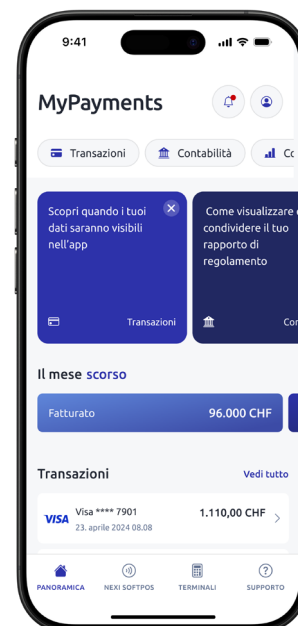 9:41
MyPayments
Transazioni
Contabilità
Co
Scopri quando i tuoi
dati saranno visibili
nell'app
Transazioni
Come visualizzare e
condividere il tuo
rapporto di
regolamento
Con
Il mese scorso
Fatturato 96.000 CHF
Transazioni Vedi tutto
VISA
Visa **** 7901 1.110,00 CHF
23. aprile 2024 08.08
PANORAMICA NEXI SOFTPOS TERMINALI SUPPORTO